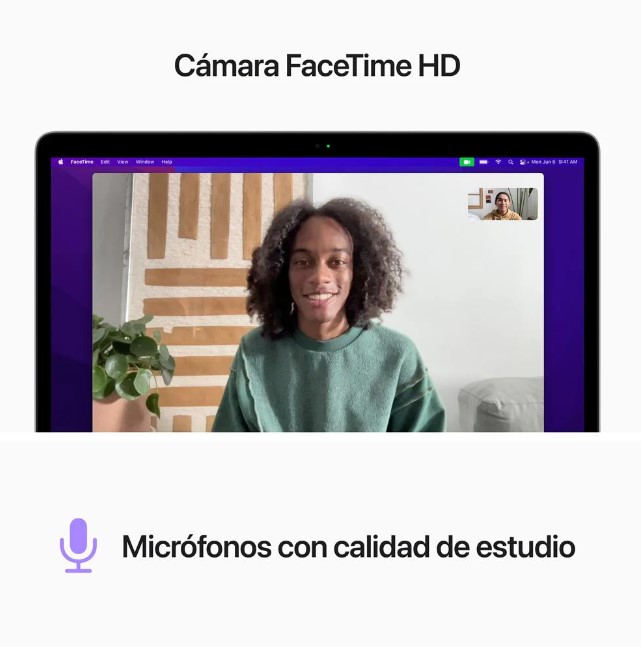 Cámara FaceTime HD
FaceTime Edit View Window Help Mon Jun 6 9:41 AM
Micrófonos con calidad de estudio